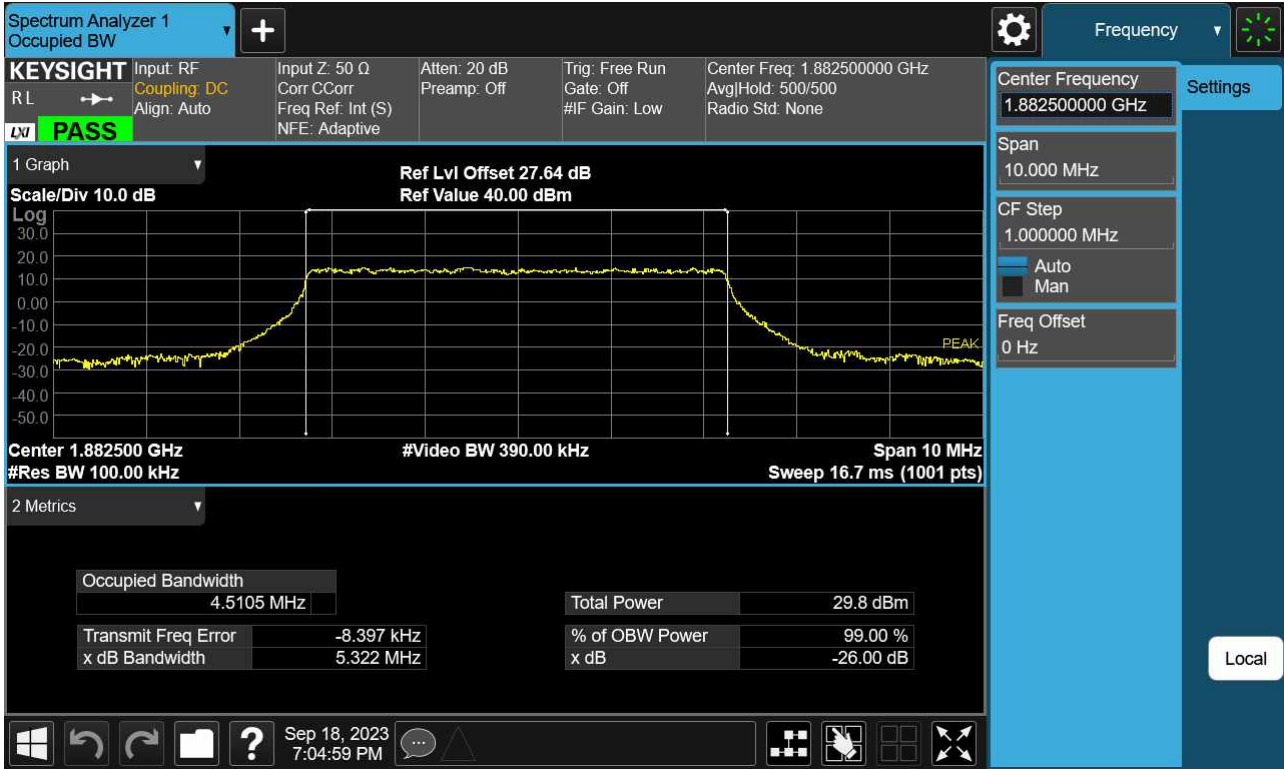 Spectrum Analyzer 1
Occupied BW
Frequency
KEYSIGHT
R L
LXI
PASS
Input: RF
Coupling: DC
Align: Auto
Input Z: 50 Ω
Corr CCorr
Freq Ref: Int (S)
NFE: Adaptive
Atten: 20 dB
Preamp: Off
Trig: Free Run
Gate: Off
#IF Gain: Low
Center Freq: 1.882500000 GHz
Avg|Hold: 500/500
Radio Std: None
Center Frequency
1.882500000 GHz
Settings
Span
10.000 MHz
CF Step
1.000000 MHz
Auto
Man
Freq Offset
0 Hz
Local
1 Graph
Scale/Div 10.0 dB
Ref Lvl Offset 27.64 dB
Ref Value 40.00 dBm
Log
30.0
20.0
10.0
0.00
-10.0
-20.0
-30.0
-40.0
-50.0
PEAK
Center 1.882500 GHz
#Video BW 390.00 kHz
Span 10 MHz
#Res BW 100.00 kHz
Sweep 16.7 ms (1001 pts)
2 Metrics
Occupied Bandwidth
4.5105 MHz
Total Power 29.8 dBm
Transmit Freq Error -8.397 kHz
% of OBW Power 99.00 %
x dB Bandwidth 5.322 MHz
x dB -26.00 dB
?
Sep 18, 2023
7:04:59 PM